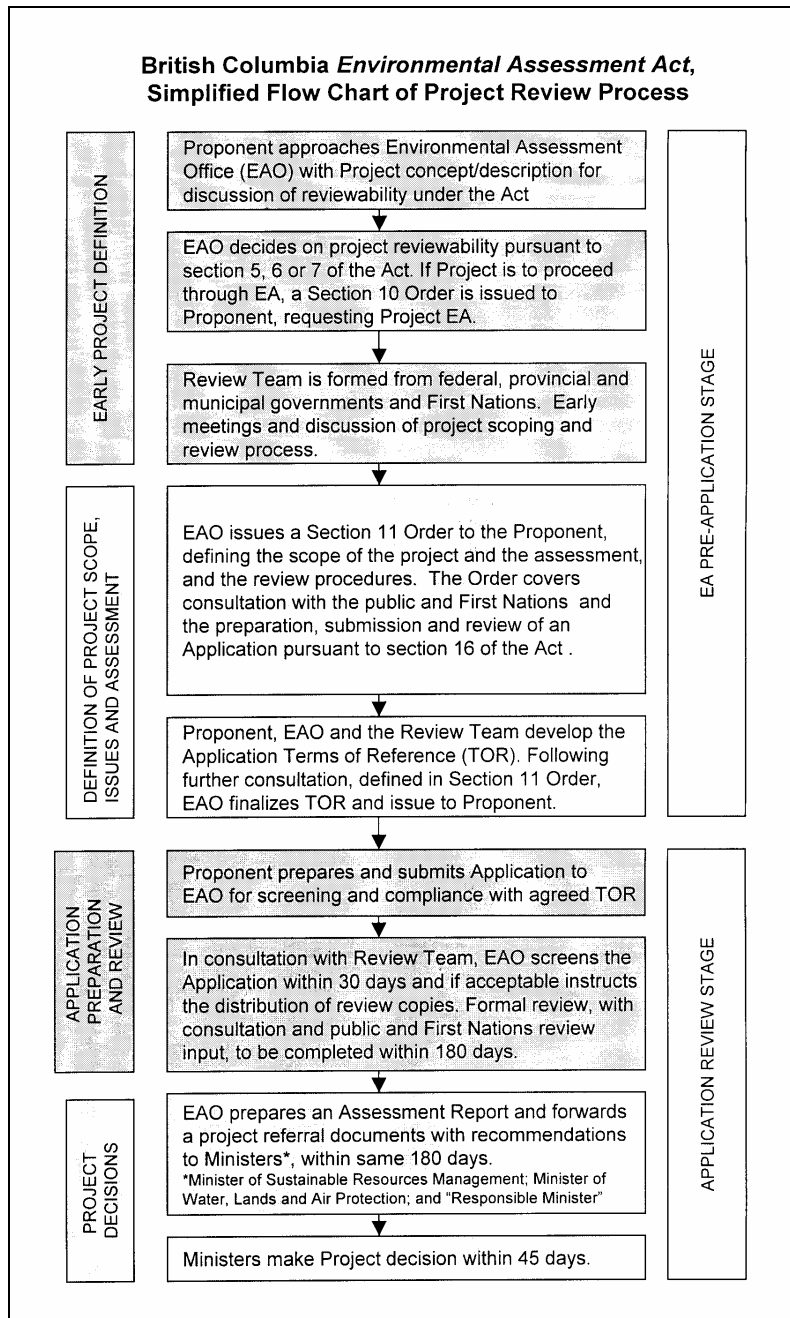 British Columbia Environmental Assessment Act,
Simplified Flow Chart of Project Review Process
EARLY PROJECT DEFINITION
Proponent approaches Environmental Assessment
Office (EAO) with Project concept/description for
discussion of reviewability under the Act
EAO decides on project reviewability pursuant to
section 5, 6 or 7 of the Act. If Project is to proceed
through EA, a Section 10 Order is issued to
Proponent, requesting Project EA.
Review Team is formed from federal, provincial and
municipal governments and First Nations. Early
meetings and discussion of project scoping and
review process.
EA PRE-APPLICATION STAGE
DEFINITION OF PROJECT SCOPE,
ISSUES AND ASSESSMENT
EAO issues a Section 11 Order to the Proponent,
defining the scope of the project and the assessment,
and the review procedures. The Order covers
consultation with the public and First Nations and
the preparation, submission and review of an
Application pursuant to section 16 of the Act .
Proponent, EAO and the Review Team develop the
Application Terms of Reference (TOR). Following
further consultation, defined in Section 11 Order,
EAO finalizes TOR and issue to Proponent.
APPLICATION
PREPARATION
AND REVIEW
Proponent prepares and submits Application to
EAO for screening and compliance with agreed TOR
In consultation with Review Team, EAO screens the
Application within 30 days and if acceptable instructs
the distribution of review copies. Formal review, with
consultation and public and First Nations review
input, to be completed within 180 days.
APPLICATION REVIEW STAGE
PROJECT
DECISIONS
EAO prepares an Assessment Report and forwards
a project referral documents with recommendations
to Ministers*, within same 180 days.
*Minister of Sustainable Resources Management; Minister of
Water, Lands and Air Protection; and "Responsible Minister"
Ministers make Project decision within 45 days.